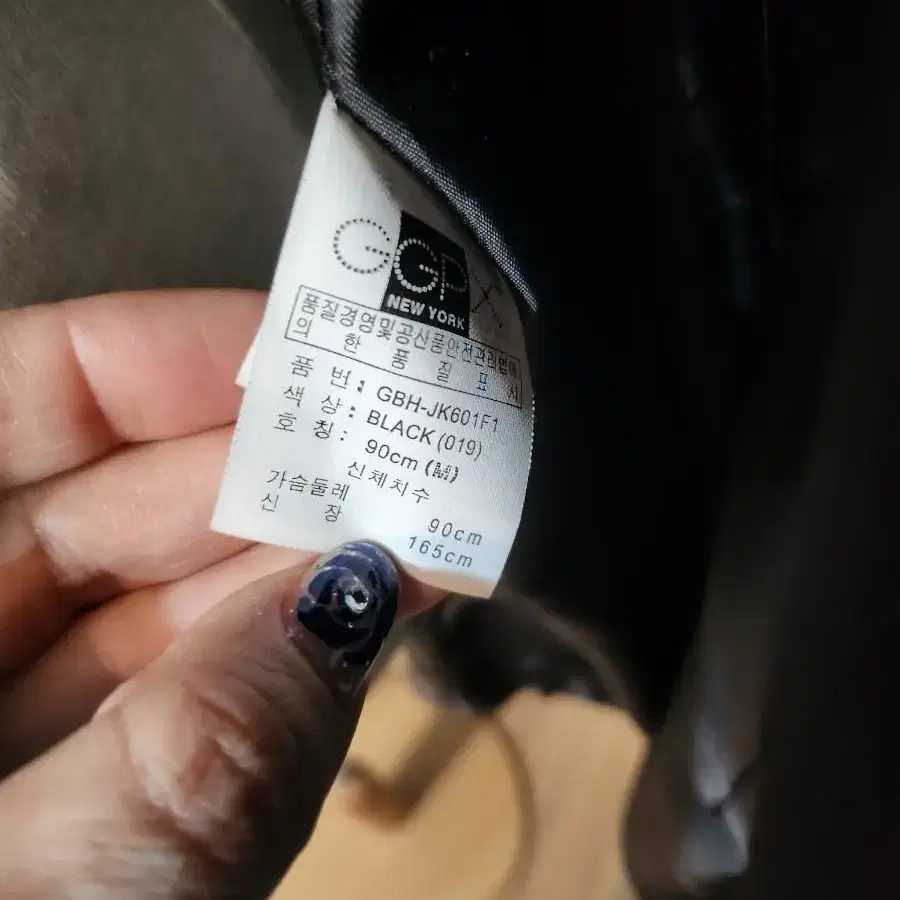 GGPX
NEW YORK
품질경영및공산품안전관리법에
의 한 품 질 표 시
품 번 : GBH-JK601F1
색 상 : BLACK (019)
호 칭 : 90cm (M)
신체치수
가슴둘레 90cm
신 장 165cm